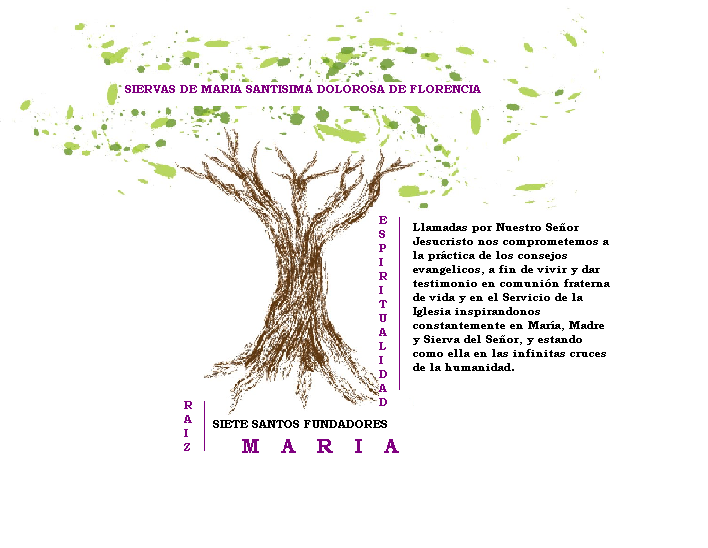 SIERVAS DE MARIA SANTISIMA DOLOROSA DE FLORENCIA
ESPIRITUALIDAD
Llamadas por Nuestro Señor
Jesucristo nos comprometemos a
la práctica de los consejos
evangelicos, a fin de vivir y dar
testimonio en comunión fraterna
de vida y en el Servicio de la
Iglesia inspirandonos
constantemente en María, Madre
y Sierva del Señor, y estando
como ella en las infinitas cruces
de la humanidad.
RAIZ
SIETE SANTOS FUNDADORES
MARIA